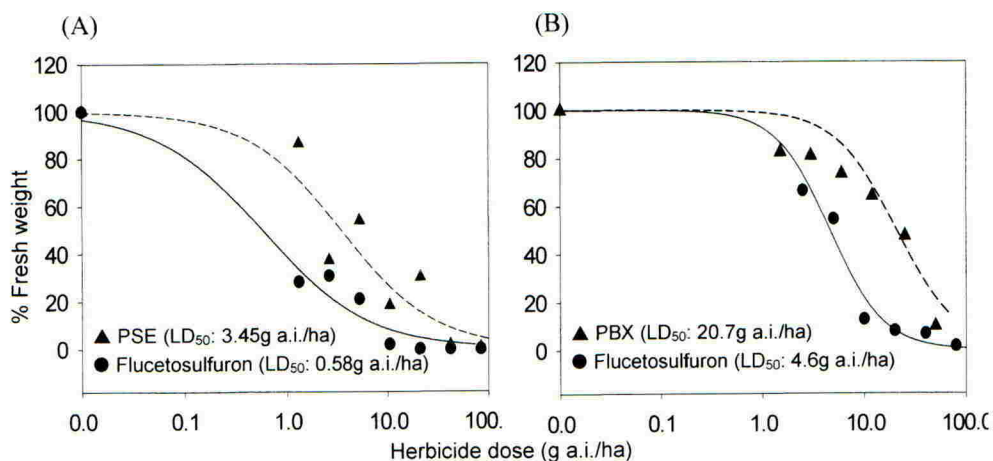 (A)
(B)
120
100
80
60
40
20
0
% Fresh weight
▲ PSE (LD₅₀: 3.45g a.i./ha)
● Flucetosulfuron (LD₅₀: 0.58g a.i./ha)
0.0 0.1 1.0 10.0 100.
120
100
80
60
40
20
0
▲ PBX (LD₅₀: 20.7g a.i./ha)
● Flucetosulfuron (LD₅₀: 4.6g a.i./ha)
0.0 0.1 1.0 10.0 100.0
Herbicide dose (g a.i./ha)